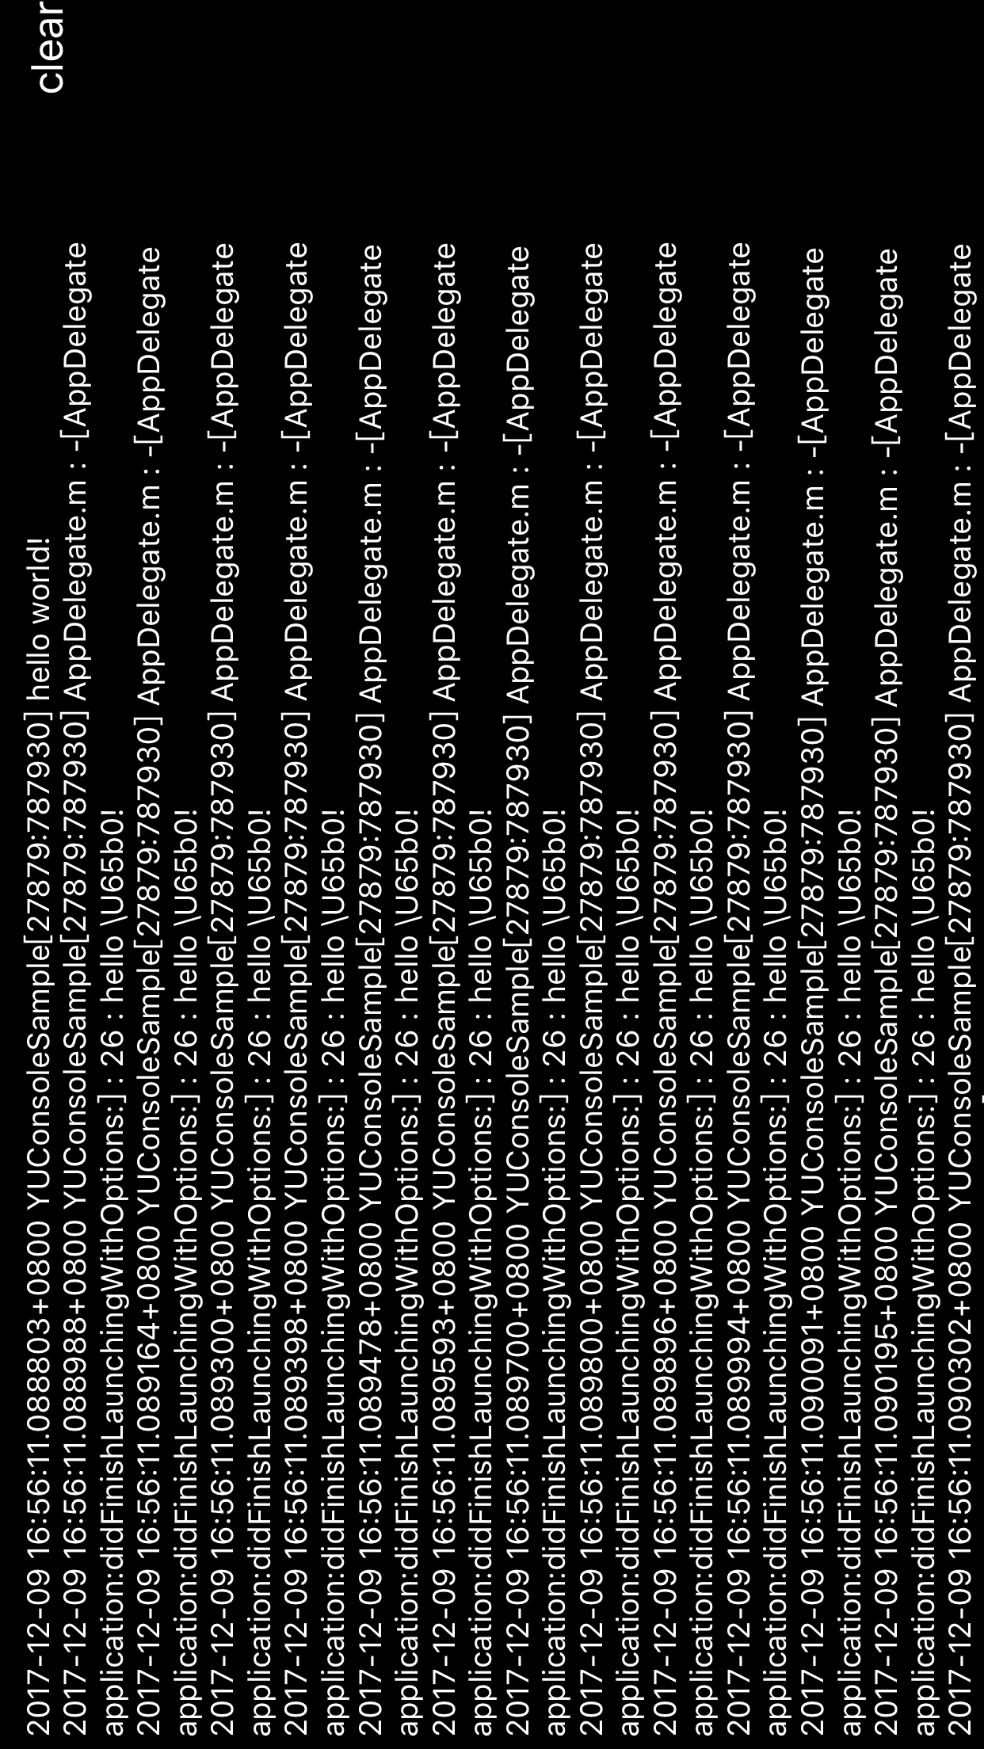 clear
2017-12-09 16:56:11.088803+0800 YUConsoleSample[27879:787930] hello world!
2017-12-09 16:56:11.088988+0800 YUConsoleSample[27879:787930] AppDelegate.m : -[AppDelegate
application:didFinishLaunchingWithOptions:] : 26 : hello \U65b0!
2017-12-09 16:56:11.089164+0800 YUConsoleSample[27879:787930] AppDelegate.m : -[AppDelegate
application:didFinishLaunchingWithOptions:] : 26 : hello \U65b0!
2017-12-09 16:56:11.089300+0800 YUConsoleSample[27879:787930] AppDelegate.m : -[AppDelegate
application:didFinishLaunchingWithOptions:] : 26 : hello \U65b0!
2017-12-09 16:56:11.089398+0800 YUConsoleSample[27879:787930] AppDelegate.m : -[AppDelegate
application:didFinishLaunchingWithOptions:] : 26 : hello \U65b0!
2017-12-09 16:56:11.089478+0800 YUConsoleSample[27879:787930] AppDelegate.m : -[AppDelegate
application:didFinishLaunchingWithOptions:] : 26 : hello \U65b0!
2017-12-09 16:56:11.089593+0800 YUConsoleSample[27879:787930] AppDelegate.m : -[AppDelegate
application:didFinishLaunchingWithOptions:] : 26 : hello \U65b0!
2017-12-09 16:56:11.089700+0800 YUConsoleSample[27879:787930] AppDelegate.m : -[AppDelegate
application:didFinishLaunchingWithOptions:] : 26 : hello \U65b0!
2017-12-09 16:56:11.089800+0800 YUConsoleSample[27879:787930] AppDelegate.m : -[AppDelegate
application:didFinishLaunchingWithOptions:] : 26 : hello \U65b0!
2017-12-09 16:56:11.089896+0800 YUConsoleSample[27879:787930] AppDelegate.m : -[AppDelegate
application:didFinishLaunchingWithOptions:] : 26 : hello \U65b0!
2017-12-09 16:56:11.089994+0800 YUConsoleSample[27879:787930] AppDelegate.m : -[AppDelegate
application:didFinishLaunchingWithOptions:] : 26 : hello \U65b0!
2017-12-09 16:56:11.090091+0800 YUConsoleSample[27879:787930] AppDelegate.m : -[AppDelegate
application:didFinishLaunchingWithOptions:] : 26 : hello \U65b0!
2017-12-09 16:56:11.090195+0800 YUConsoleSample[27879:787930] AppDelegate.m : -[AppDelegate
application:didFinishLaunchingWithOptions:] : 26 : hello \U65b0!
2017-12-09 16:56:11.090302+0800 YUConsoleSample[27879:787930] AppDelegate.m : -[AppDelegate